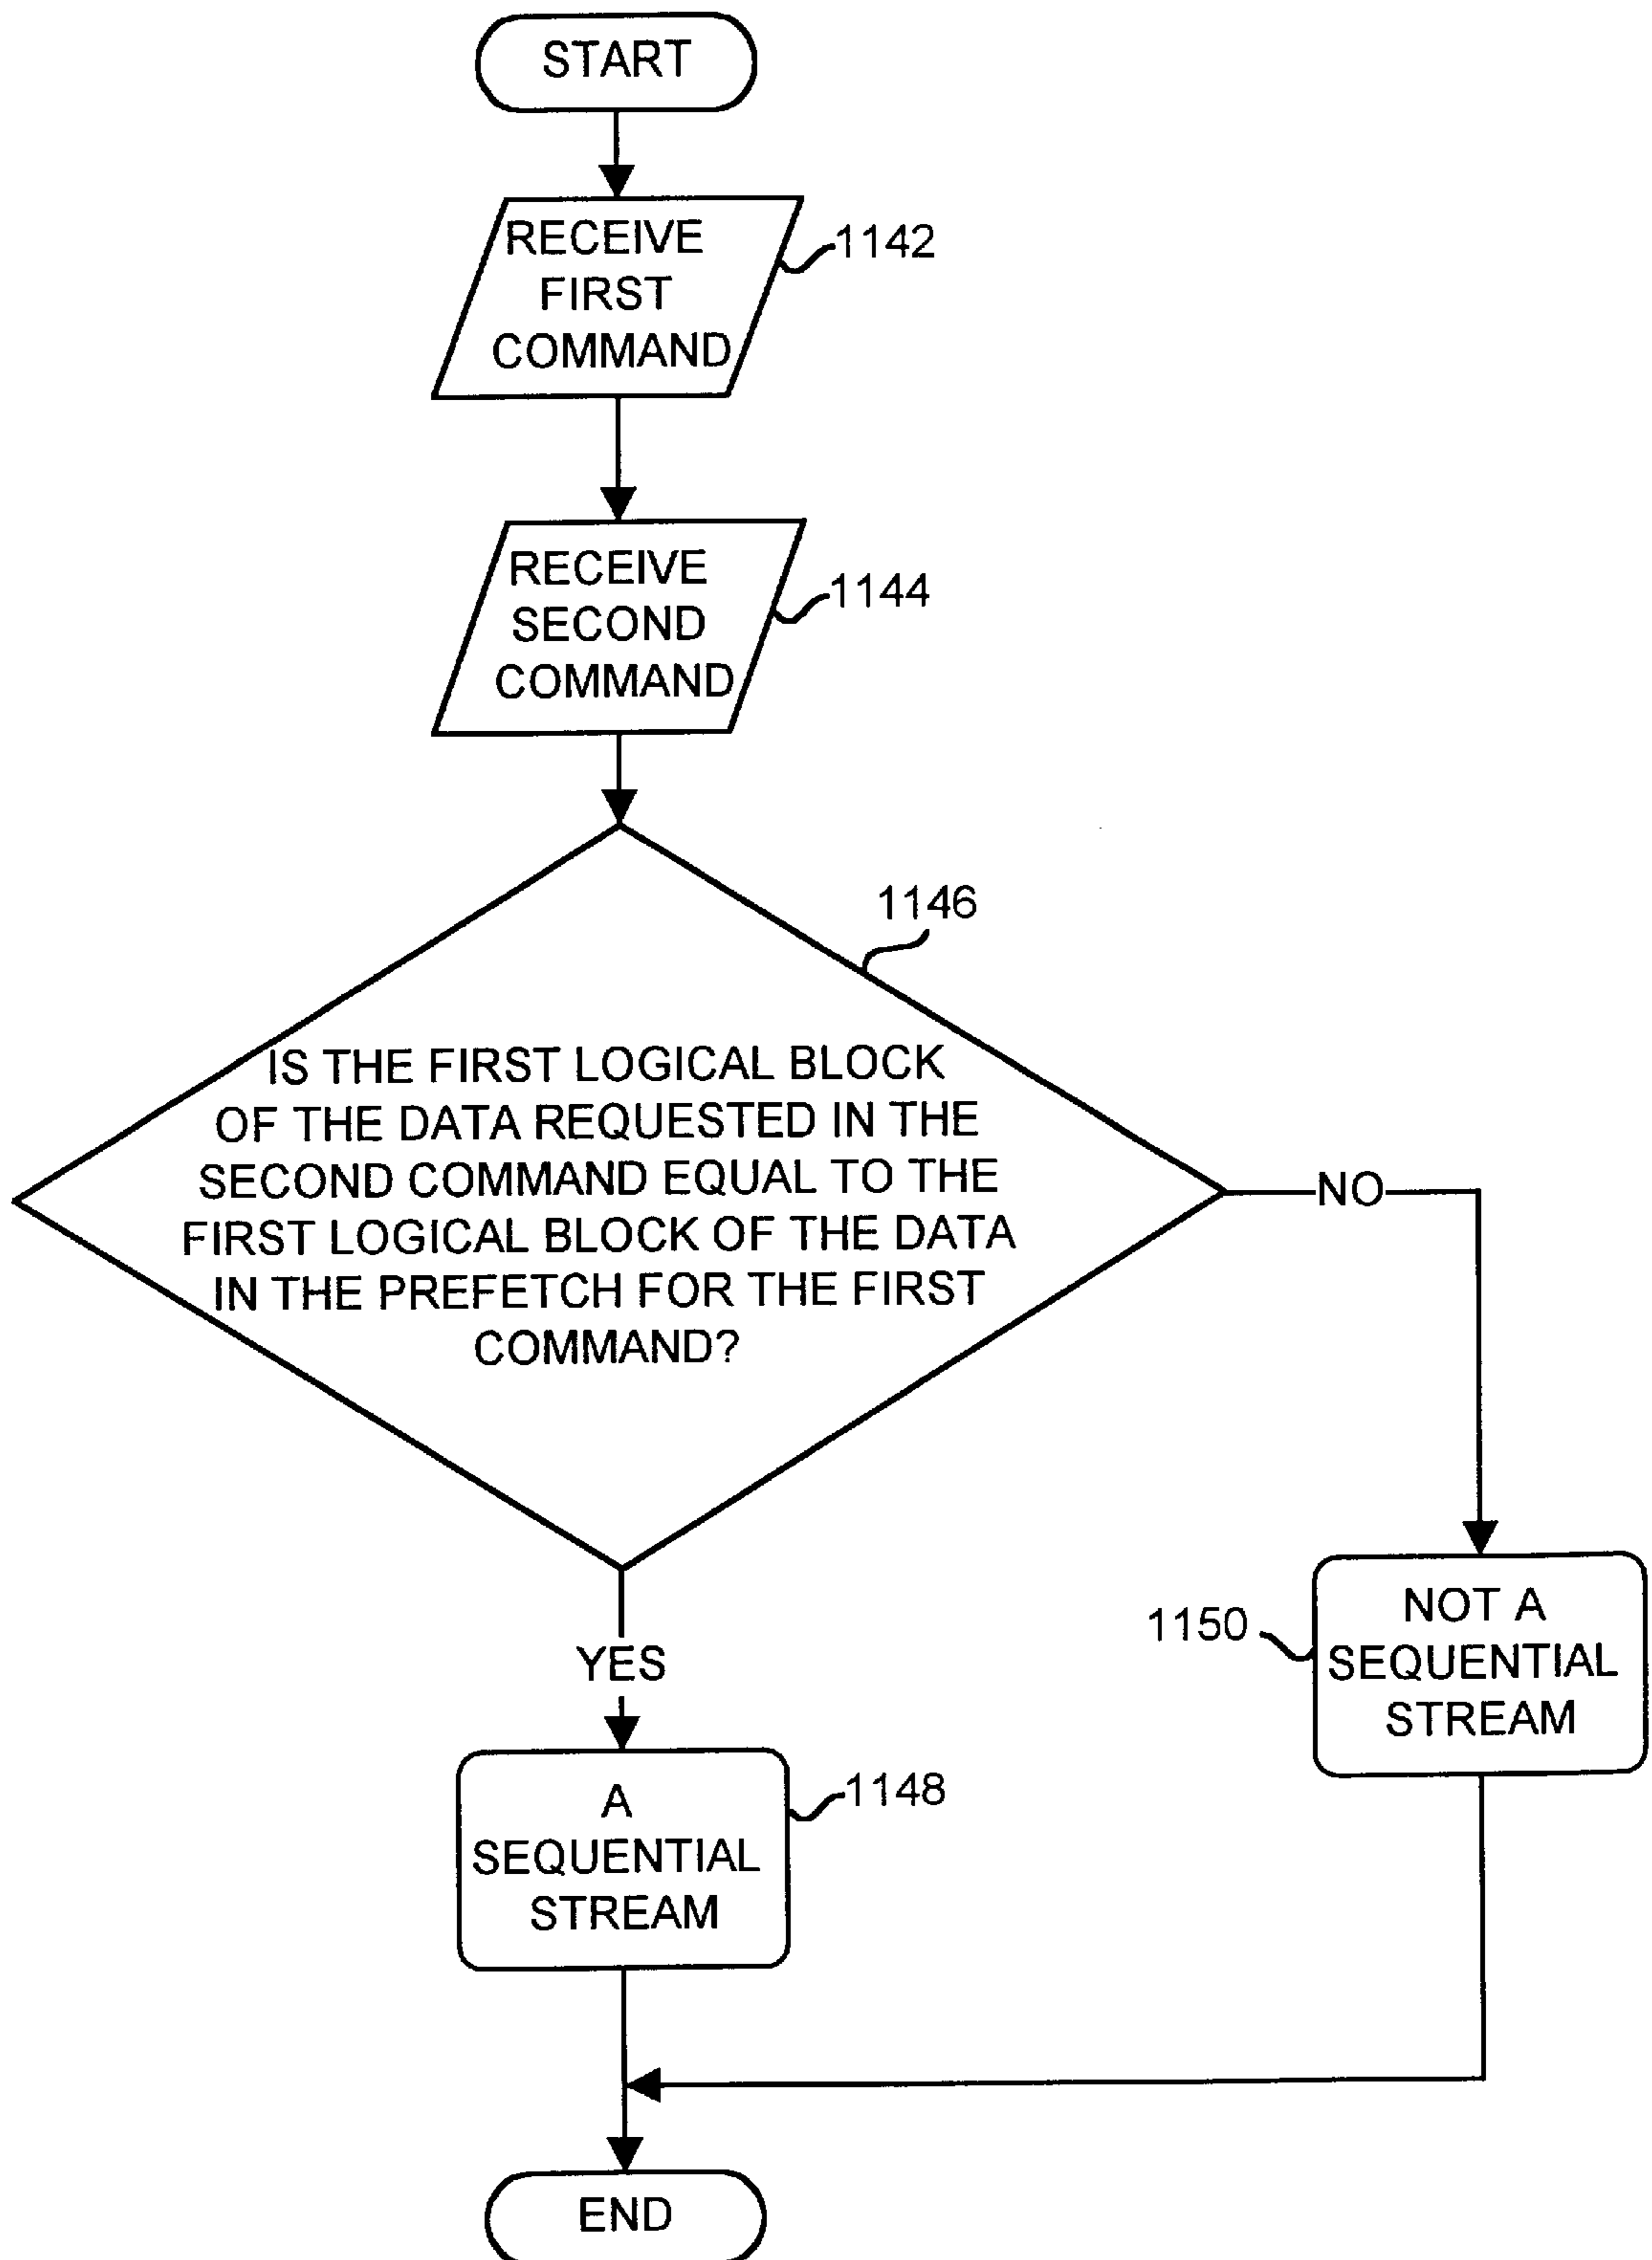 START
RECEIVE
FIRST
COMMAND
1142
RECEIVE
SECOND
COMMAND
1144
1146
IS THE FIRST LOGICAL BLOCK
OF THE DATA REQUESTED IN THE
SECOND COMMAND EQUAL TO THE
FIRST LOGICAL BLOCK OF THE DATA
IN THE PREFETCH FOR THE FIRST
COMMAND?
NO
YES
1150
NOT A
SEQUENTIAL
STREAM
A
SEQUENTIAL
STREAM
1148
END